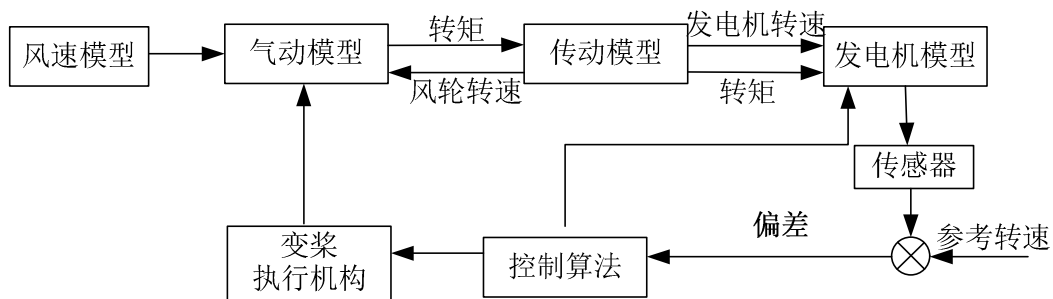 风速模型
气动模型
转矩
风轮转速
传动模型
发电机转速
转矩
发电机模型
传感器
参考转速
偏差
控制算法
变桨
执行机构